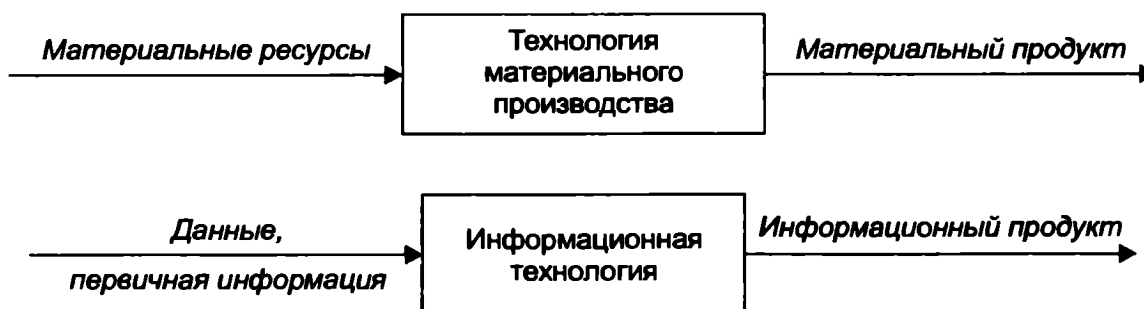 Материальные ресурсы
Технология
материального
производства
Материальный продукт
Данные,
первичная информация
Информационная
технология
Информационный продукт